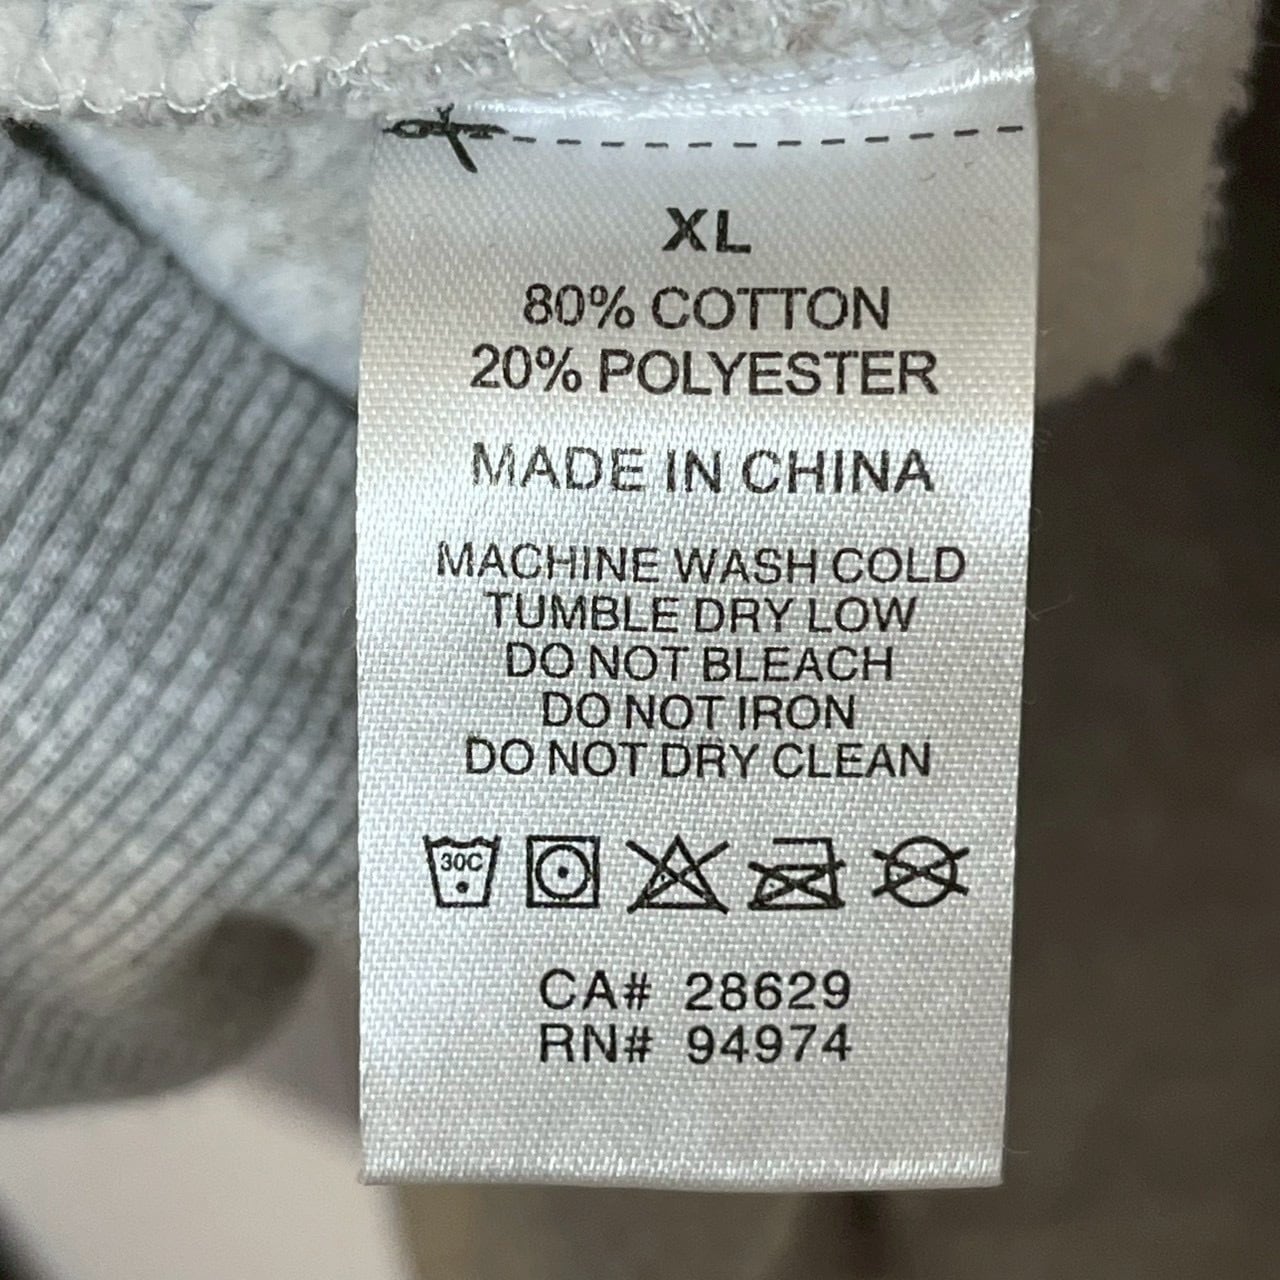 XL
80% COTTON
20% POLYESTER
MADE IN CHINA
MACHINE WASH COLD
TUMBLE DRY LOW
DO NOT BLEACH
DO NOT IRON
DO NOT DRY CLEAN
30C
CA# 28629
RN# 94974